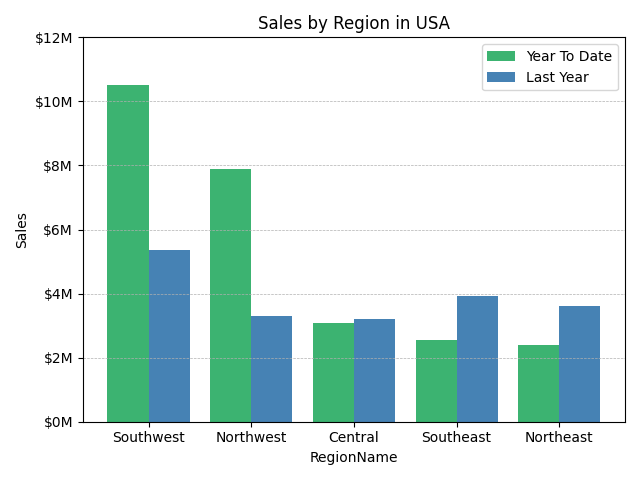 Sales by Region in USA
$12M
$10M
$8M
$6M
$4M
$2M
$0M
Sales
Year To Date
Last Year
Southwest
Northwest
Central
Southeast
Northeast
RegionName